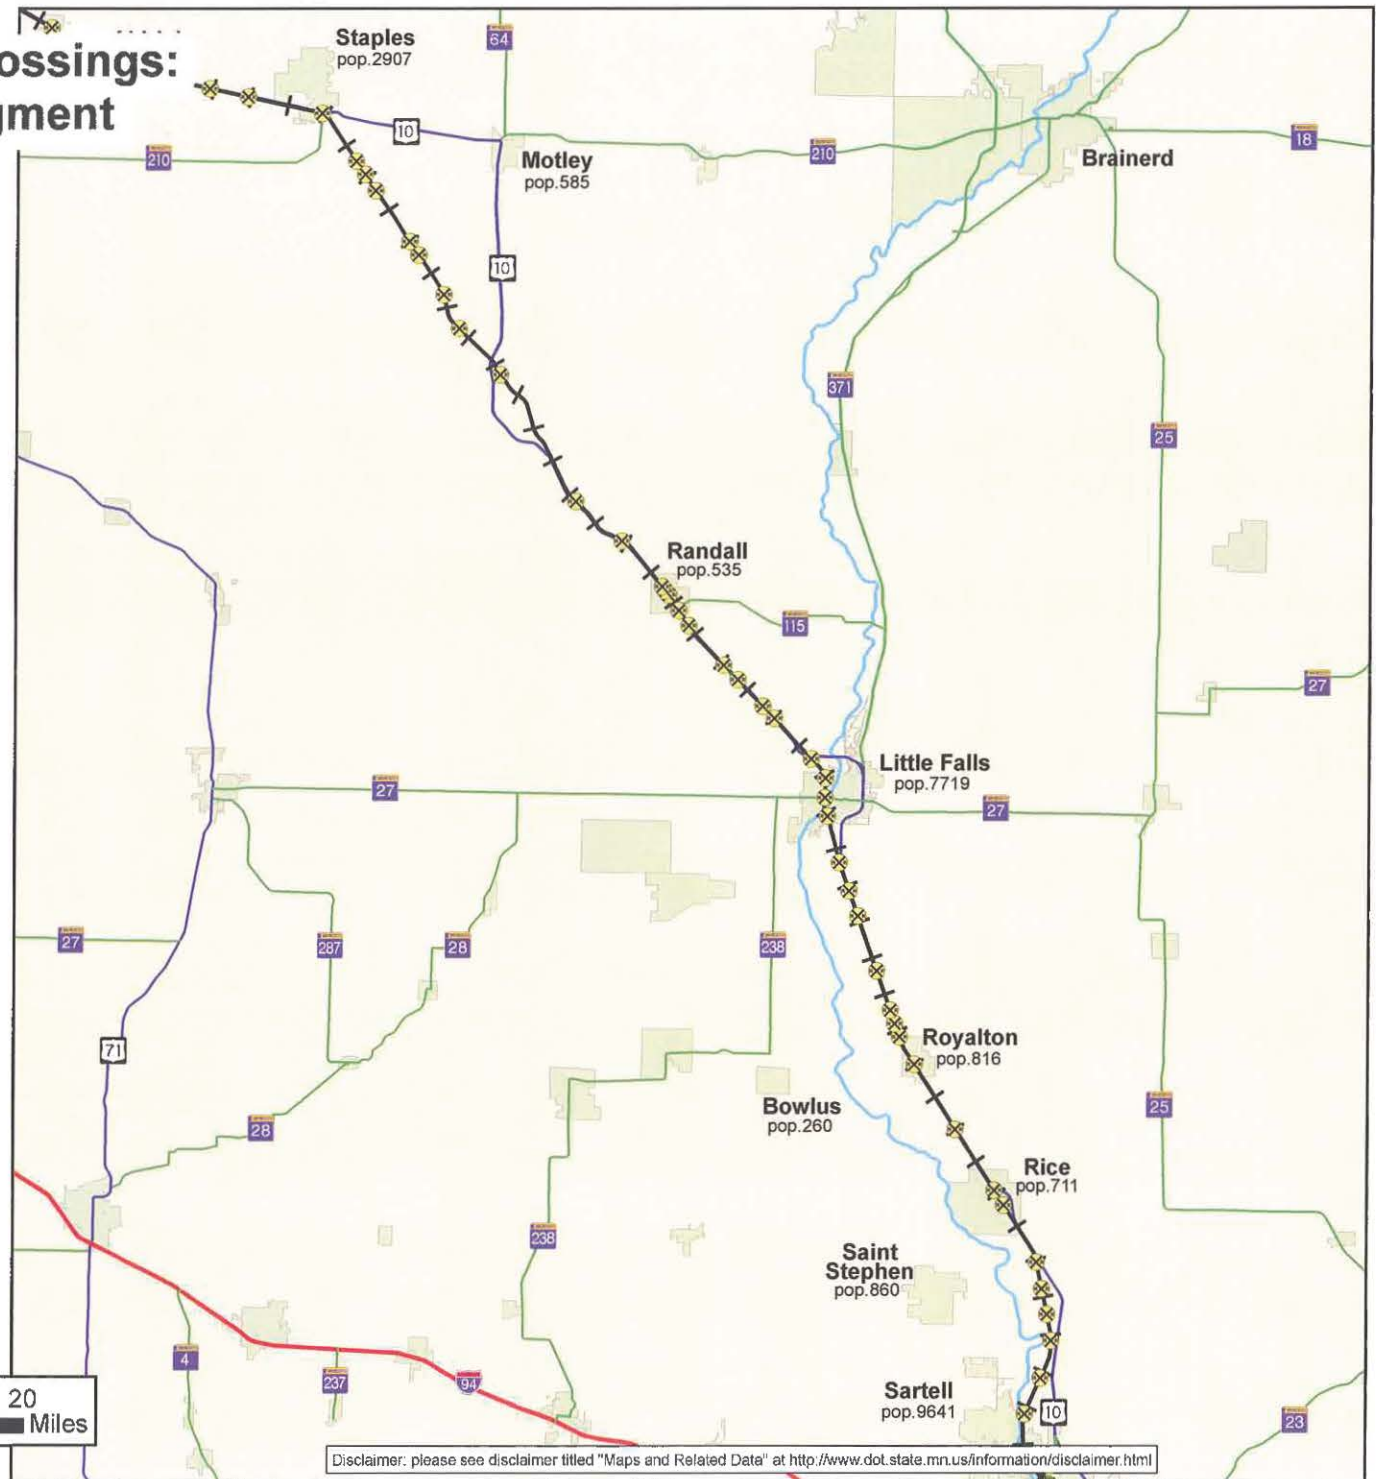 ossings:
gment
Staples
pop.2907
64
10
210
Motley
pop.585
210
Brainerd
18
10
371
25
Randall
pop.535
115
27
Little Falls
pop.7719
27
27
27
287
28
238
71
Royalton
pop.816
Bowlus
pop.260
25
28
Rice
pop.711
238
Saint
Stephen
pop.860
4
237
94
Sartell
pop.9641
10
23
20
Miles
Disclaimer: please see disclaimer titled "Maps and Related Data" at http://www.dot.state.mn.us/information/disclaimer.html